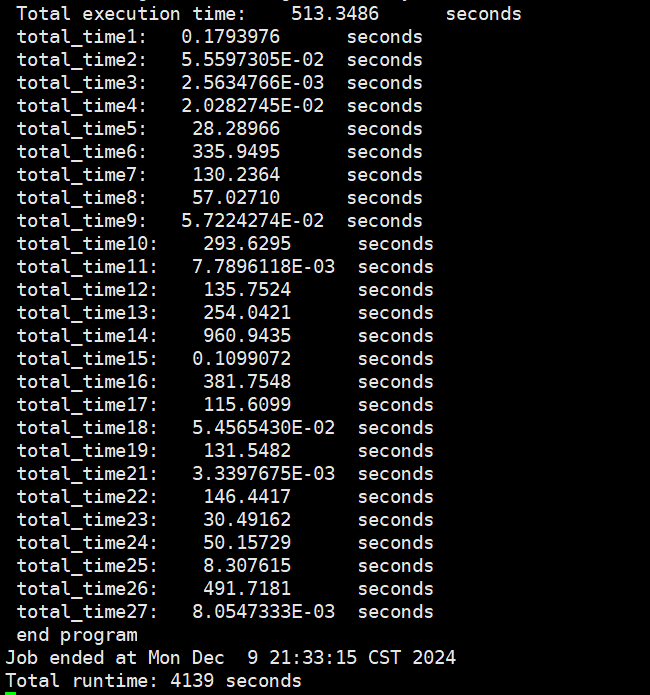 Total execution time: 513.3486 seconds
total_time1: 0.1793976 seconds
total_time2: 5.5597305E-02 seconds
total_time3: 2.5634766E-03 seconds
total_time4: 2.0282745E-02 seconds
total_time5: 28.28966 seconds
total_time6: 335.9495 seconds
total_time7: 130.2364 seconds
total_time8: 57.02710 seconds
total_time9: 5.7224274E-02 seconds
total_time10: 293.6295 seconds
total_time11: 7.7896118E-03 seconds
total_time12: 135.7524 seconds
total_time13: 254.0421 seconds
total_time14: 960.9435 seconds
total_time15: 0.1099072 seconds
total_time16: 381.7548 seconds
total_time17: 115.6099 seconds
total_time18: 5.4565430E-02 seconds
total_time19: 131.5482 seconds
total_time21: 3.3397675E-03 seconds
total_time22: 146.4417 seconds
total_time23: 30.49162 seconds
total_time24: 50.15729 seconds
total_time25: 8.307615 seconds
total_time26: 491.7181 seconds
total_time27: 8.0547333E-03 seconds
end program
Job ended at Mon Dec  9 21:33:15 CST 2024
Total runtime: 4139 seconds